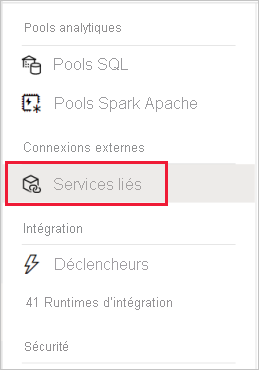 Pools analytiques
Pools SQL
Pools Spark Apache
Connexions externes
Services liés
Intégration
Déclencheurs
41 Runtimes d'intégration
Sécurité